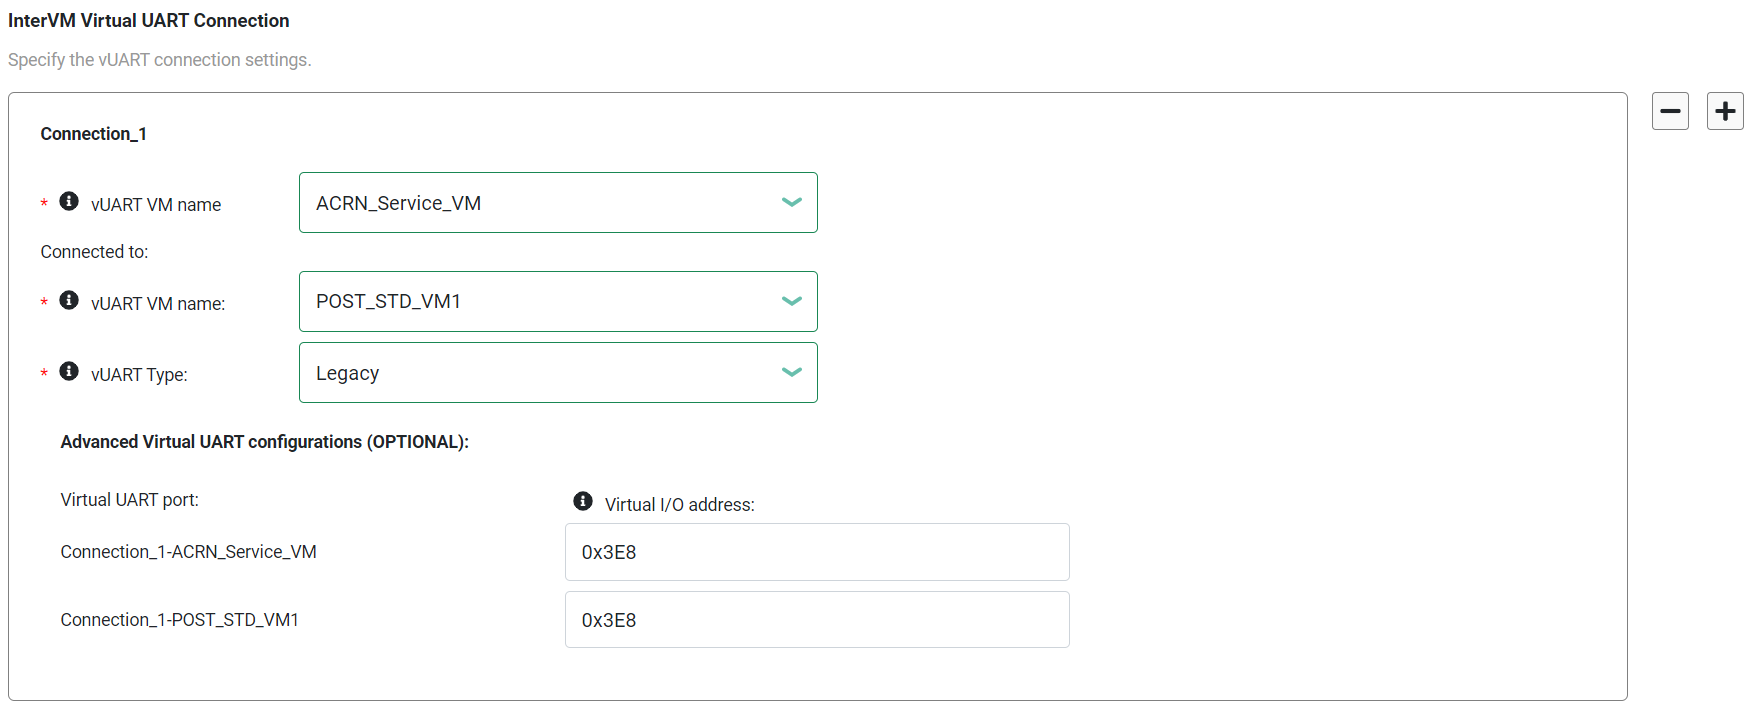 InterVM Virtual UART Connection
Specify the vUART connection settings.
Connection_1
* vUART VM name
ACRN_Service_VM
Connected to:
* vUART VM name:
POST_STD_VM1
* vUART Type:
Legacy
Advanced Virtual UART configurations (OPTIONAL):
Virtual UART port:
Virtual I/O address:
Connection_1-ACRN_Service_VM
0x3E8
Connection_1-POST_STD_VM1
0x3E8